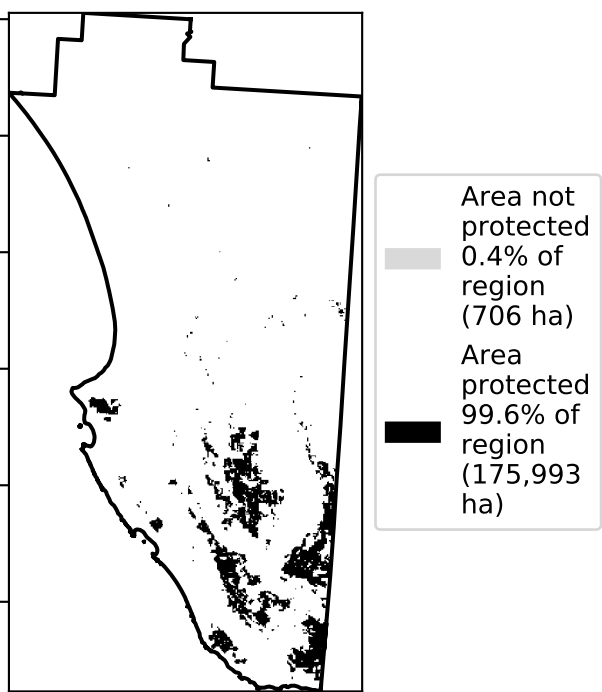 Area not
protected
0.4% of
region
(706 ha)
Area
protected
99.6% of
region
(175,993
ha)